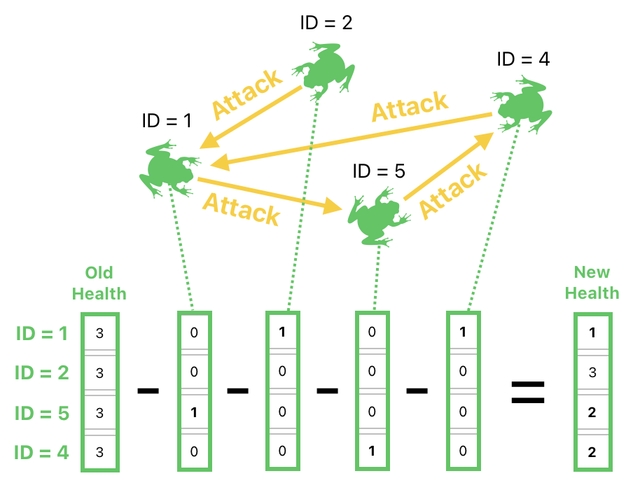 ID = 2
ID = 4
Attack
Attack
ID = 1
ID = 5
Attack
Attack
Old
Health
New
Health
ID = 1 3 0 1 0 1 1
ID = 2 3 0 0 0 0 3
ID = 5 3 - 1 - 0 - 0 - 0 = 2
ID = 4 3 0 0 1 0 2